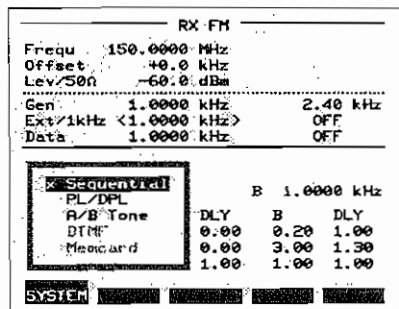 RX FM
Frequ 150.0000 MHz
Offset +0.0 kHz
Lev/50Ω -60.0 dBm
Gen 1.0000 kHz 2.40 kHz
Ext/1kHz <1.0000 kHz> OFF
Data 1.0000 kHz OFF
x Sequential
PL/DPL B 1.0000 kHz
A/B Tone DLY B DLY
DTMF 0.00 0.20 1.00
Memcard 0.00 3.00 1.30
1.00 1.00 1.00
SYSTEM